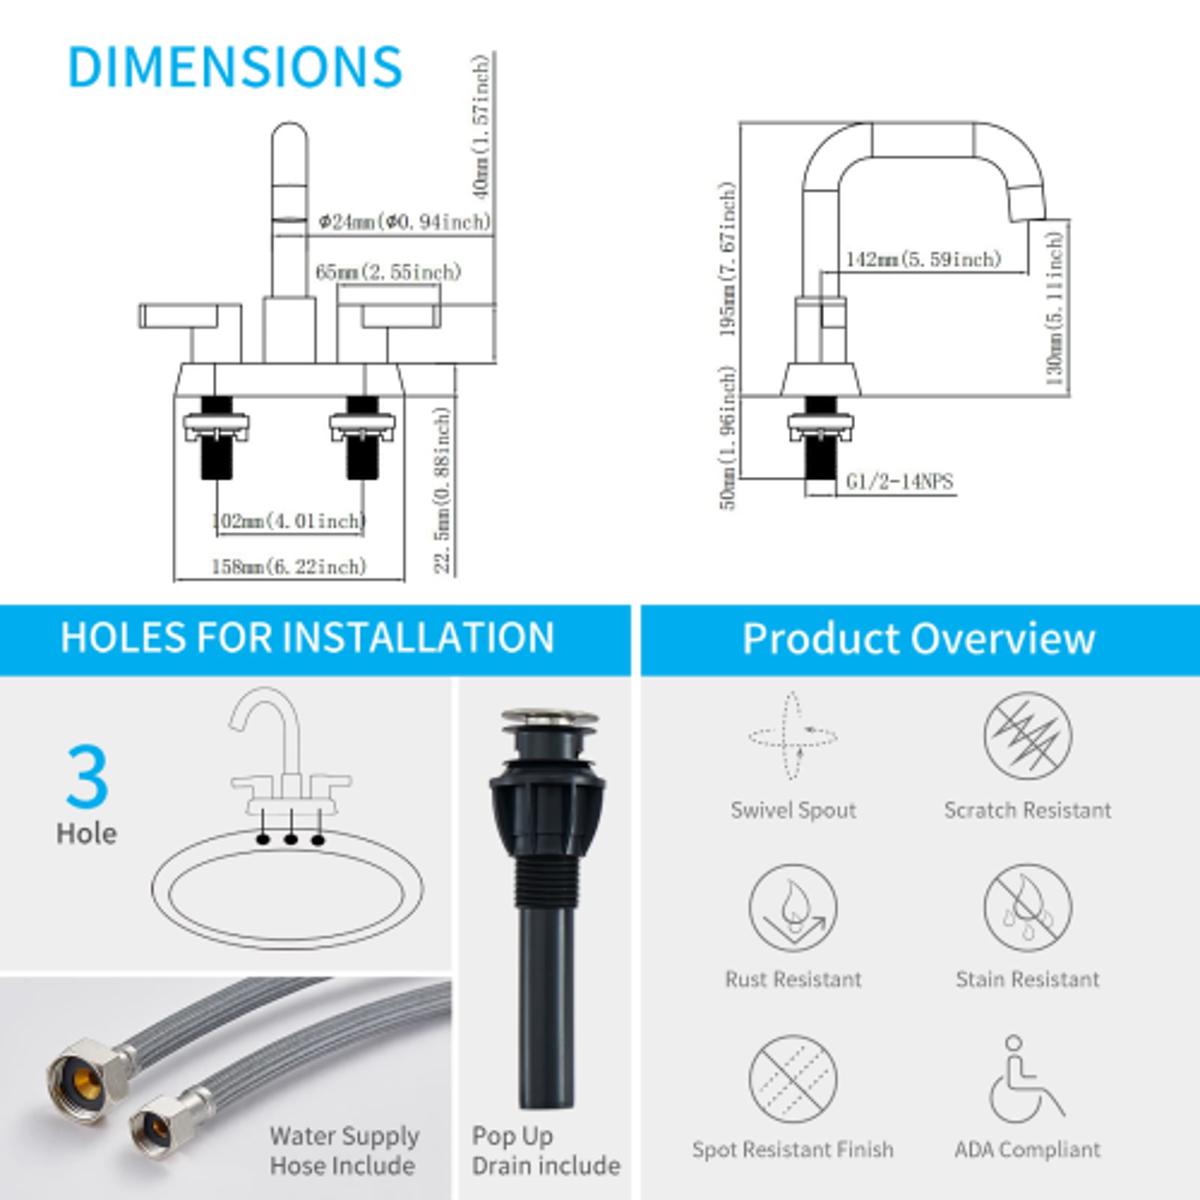 DIMENSIONS
40mm(1.57inch)
Φ24mm(Φ0.94inch)
65mm(2.55inch)
22.5mm(0.88inch)
102mm(4.01inch)
158mm(6.22inch)
195mm(7.67inch)
142mm(5.59inch)
130mm(5.11inch)
50mm(1.96inch)
G1/2-14NPS
HOLES FOR INSTALLATION
3
Hole
Water Supply
Hose Include
Pop Up
Drain include
Product Overview
Swivel Spout
Scratch Resistant
Rust Resistant
Stain Resistant
Spot Resistant Finish
ADA Compliant